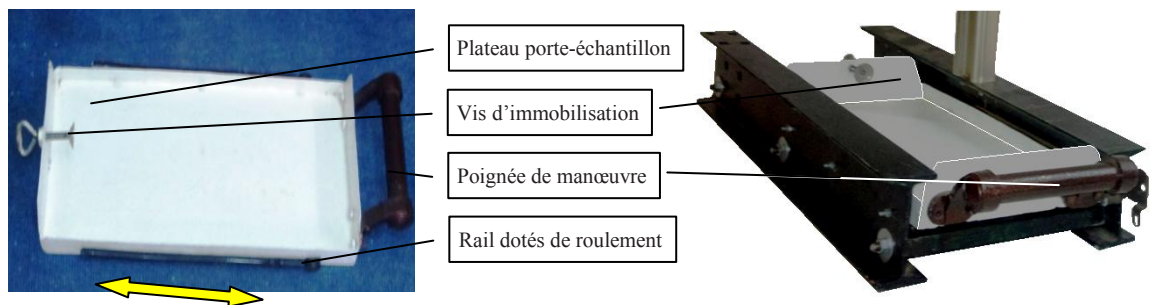 Plateau porte-échantillon
Vis d'immobilisation
Poignée de manœuvre
Rail dotés de roulement